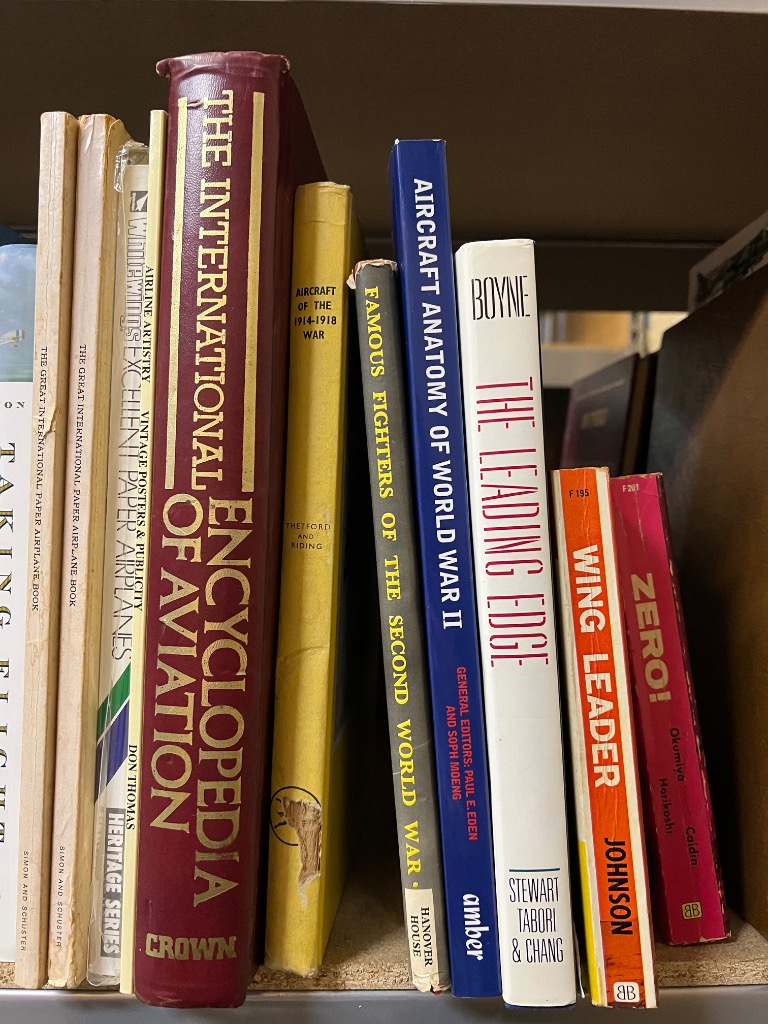 ON
TAKING FLIGHT
THE GREAT INTERNATIONAL PAPER AIRPLANE BOOK
SIMON AND SCHUSTER
THE GREAT INTERNATIONAL PAPER AIRPLANE BOOK
SIMON AND SCHUSTER
WhiteWings
EXCELLENT PAPER AIRPLANES
HERITAGE SERIES
AIRLINE ARTISTRY
VINTAGE POSTERS & PUBLICITY
DON THOMAS
THE INTERNATIONAL
ENCYCLOPEDIA
OF AVIATION
CROWN
AIRCRAFT
OF THE
1914-1918
WAR
THETFORD
AND
RIDING
FAMOUS FIGHTERS OF THE SECOND WORLD WAR.
HANOVER
HOUSE
AIRCRAFT ANATOMY OF WORLD WAR II
GENERAL EDITORS: PAUL E. EDEN
AND SOPH MOENG
amber
BOYNE
THE LEADING EDGE
STEWART
TABORI
& CHANG
F 195
WING LEADER
JOHNSON
BB
F 201
ZERO!
Okumiya
Horikoshi
Caidin
BB